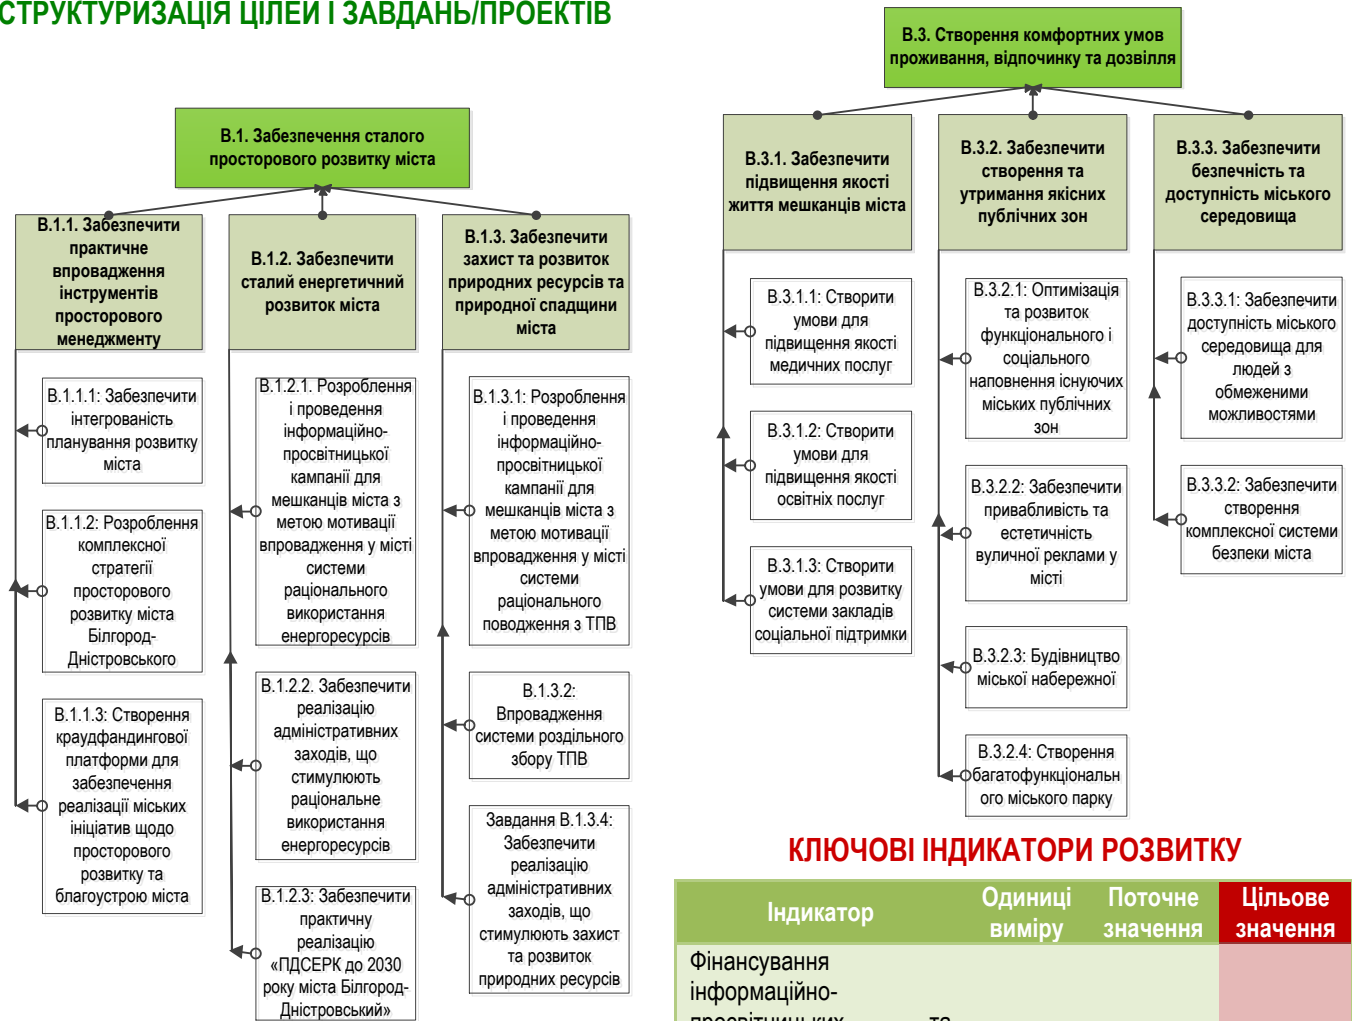 СТРУКТУРИЗАЦІЯ ЦІЛЕЙ І ЗАВДАНЬ/ПРОЕКТІВ
В.1. Забезпечення сталого
просторового розвитку міста
В.1.1. Забезпечити
практичне
впровадження
інструментів
просторового
менеджменту
В.1.1.1: Забезпечити
інтегрованість
планування розвитку
міста
В.1.1.2: Розроблення
комплексної
стратегії
просторового
розвитку міста
Білгород-
Дністровського
В.1.1.3: Створення
краудфандингової
платформи для
забезпечення
реалізації міських
ініціатив щодо
просторового
розвитку та
благоустрою міста
В.1.2. Забезпечити
сталий енергетичний
розвиток міста
В.1.2.1. Розроблення
і проведення
інформаційно-
просвітницької
кампанії для
мешканців міста з
метою мотивації
впровадження у місті
системи
раціонального
використання
енергоресурсів
В.1.2.2. Забезпечити
реалізацію
адміністративних
заходів, що
стимулюють
раціональне
використання
енергоресурсів
В.1.2.3: Забезпечити
практичну
реалізацію
«ПДСЕРК до 2030
року міста Білгород-
Дністровський»
В.1.3. Забезпечити
захист та розвиток
природних ресурсів та
природної спадщини
міста
В.1.3.1: Розроблення
і проведення
інформаційно-
просвітницької
кампанії для
мешканців міста з
метою мотивації
впровадження у місті
системи
раціонального
поводження з ТПВ
В.1.3.2:
Впровадження
системи роздільного
збору ТПВ
Завдання В.1.3.4:
Забезпечити
реалізацію
адміністративних
заходів, що
стимулюють захист
та розвиток
природних ресурсів
В.3. Створення комфортних умов
проживання, відпочинку та дозвілля
В.3.1. Забезпечити
підвищення якості
життя мешканців міста
В.3.1.1: Створити
умови для
підвищення якості
медичних послуг
В.3.1.2: Створити
умови для
підвищення якості
освітніх послуг
В.3.1.3: Створити
умови для розвитку
системи закладів
соціальної підтримки
В.3.2. Забезпечити
створення та
утримання якісних
публічних зон
В.3.2.1: Оптимізація
та розвиток
функціонального і
соціального
наповнення існуючих
міських публічних
зон
В.3.2.2: Забезпечити
привабливість та
естетичність
вуличної реклами у
місті
В.3.2.3: Будівництво
міської набережної
В.3.2.4: Створення
багатофункціональн
ого міського парку
В.3.3. Забезпечити
безпечність та
доступність міського
середовища
В.3.3.1: Забезпечити
доступність міського
середовища для
людей з
обмеженими
можливостями
В.3.3.2: Забезпечити
створення
комплексної системи
безпеки міста
КЛЮЧОВІ ІНДИКАТОРИ РОЗВИТКУ
Індикатор
Одиниці
виміру
Поточне
значення
Цільове
значення
Фінансування
інформаційно-
просвітницьких та